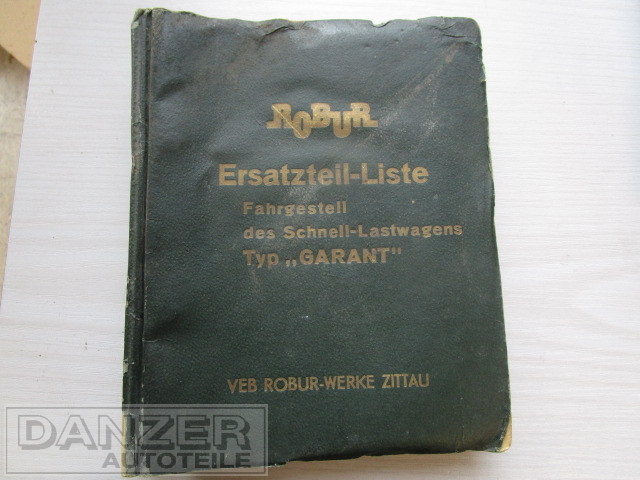 ROBUR
Ersatzteil-Liste
Fahrgestell
des Schnell-Lastwagens
Typ „GARANT"
VEB ROBUR-WERKE ZITTAU
DANZER
AUTOTEILE